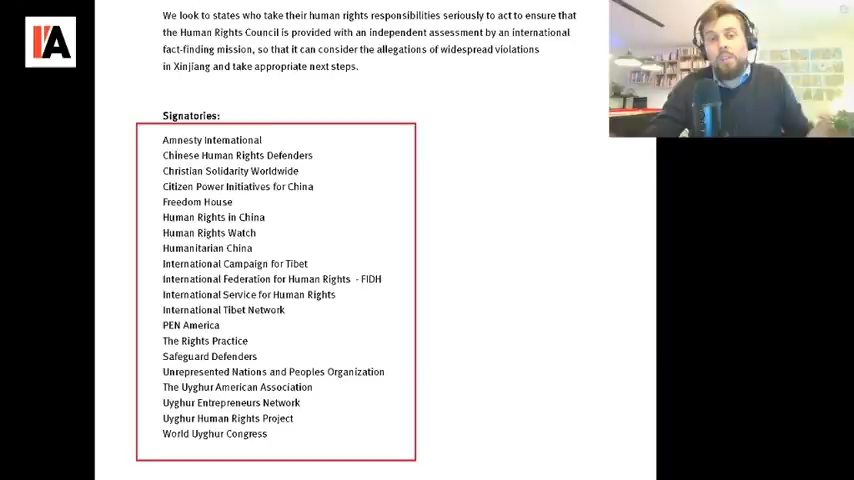 I'A
We look to states who take their human rights responsibilities seriously to act to ensure that
the Human Rights Council is provided with an independent assessment by an international
fact-finding mission, so that it can consider the allegations of widespread violations
in Xinjiang and take appropriate next steps.
Signatories:
Amnesty International
Chinese Human Rights Defenders
Christian Solidarity Worldwide
Citizen Power Initiatives for China
Freedom House
Human Rights in China
Human Rights Watch
Humanitarian China
International Campaign for Tibet
International Federation for Human Rights - FIDH
International Service for Human Rights
International Tibet Network
PEN America
The Rights Practice
Safeguard Defenders
Unrepresented Nations and Peoples Organization
The Uyghur American Association
Uyghur Entrepreneurs Network
Uyghur Human Rights Project
World Uyghur Congress